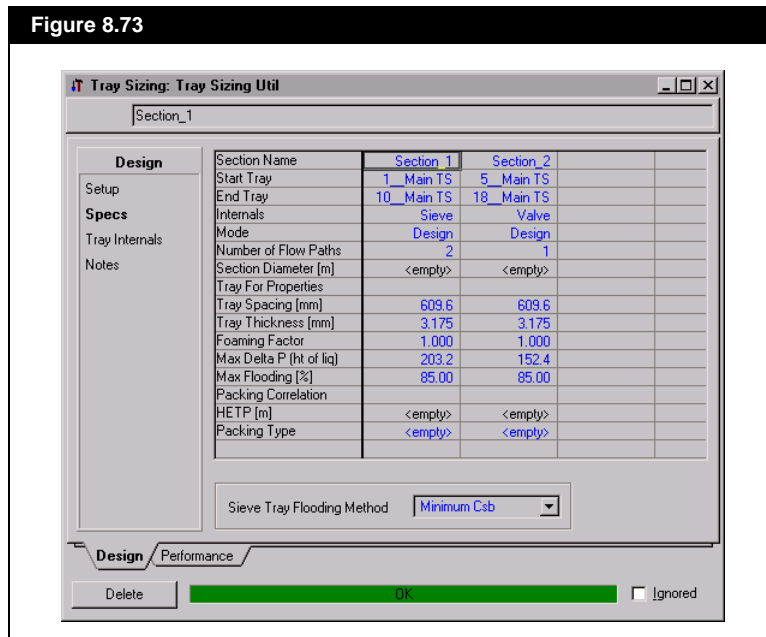 Figure 8.73
Tray Sizing: Tray Sizing Util
Section_1
Design
Setup
Specs
Tray Internals
Notes
Section Name Section_1 Section_2
Start Tray 1__Main TS 5__Main TS
End Tray 10__Main TS 18__Main TS
Internals Sieve Valve
Mode Design Design
Number of Flow Paths 2 1
Section Diameter [m] <empty> <empty>
Tray For Properties
Tray Spacing [mm] 609.6 609.6
Tray Thickness [mm] 3.175 3.175
Foaming Factor 1.000 1.000
Max Delta P (ht of liq) 203.2 152.4
Max Flooding [%] 85.00 85.00
Packing Correlation
HETP [m] <empty> <empty>
Packing Type <empty> <empty>
Sieve Tray Flooding Method Minimum Csb
Design Performance
Delete OK Ignored